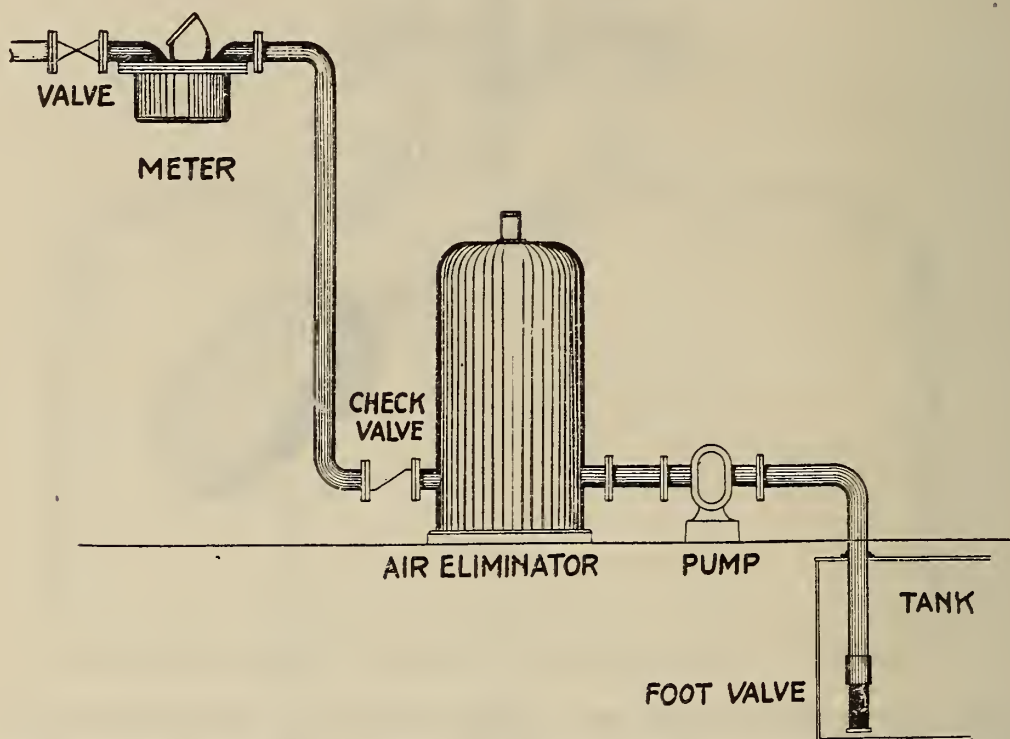 VALVE
METER
CHECK
VALVE
AIR ELIMINATOR
PUMP
TANK
FOOT VALVE